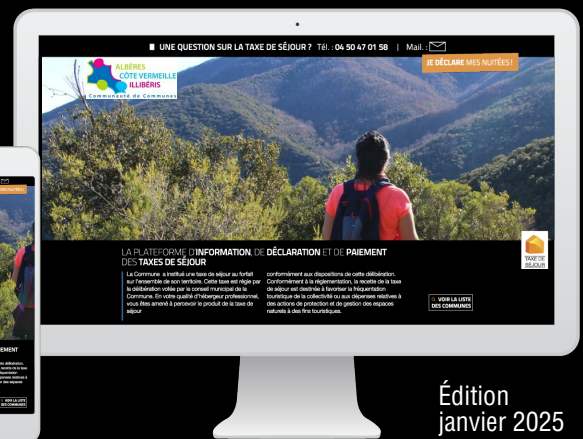 UNE QUESTION SUR LA TAXE DE SÉJOUR ? Tél. : 04 50 47 01 58 | Mail. :
JE DÉCLARE MES NUITÉES !
ALBÈRES
CÔTE VERMEILLE
ILLIBÉRIS
Communauté de Communes
LA PLATEFORME D'INFORMATION, DE DÉCLARATION ET DE PAIEMENT
DES TAXES DE SÉJOUR
La Commune a institué une taxe de séjour au forfait
sur l'ensemble de son territoire. Cette taxe est régie par
la délibération votée par le conseil municipal de la
Commune. En votre qualité d'hébergeur professionnel,
vous êtes amené à percevoir le produit de la taxe de
séjour
conformément aux dispositions de cette délibération.
Conformément à la réglementation, la recette de la taxe
de séjour est destinée à favoriser la fréquentation
touristique de la collectivité ou aux dépenses relatives à
des actions de protection et de gestion des espaces
naturels à des fins touristiques.
TAXE DE
SÉJOUR
VOIR LA LISTE
DES COMMUNES
EMENT
VOIR LA LISTE
DES COMMUNES
Édition
janvier 2025